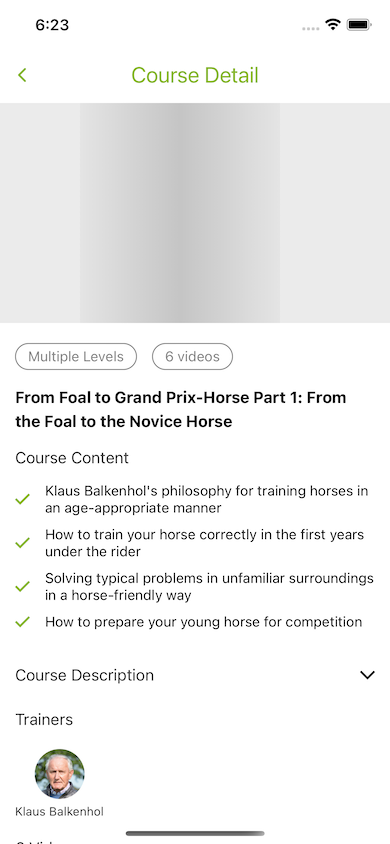 6:23
Course Detail
Multiple Levels
6 videos
From Foal to Grand Prix-Horse Part 1: From
the Foal to the Novice Horse
Course Content
Klaus Balkenhol's philosophy for training horses in
an age-appropriate manner
How to train your horse correctly in the first years
under the rider
Solving typical problems in unfamiliar surroundings
in a horse-friendly way
How to prepare your young horse for competition
Course Description
Trainers
Klaus Balkenhol